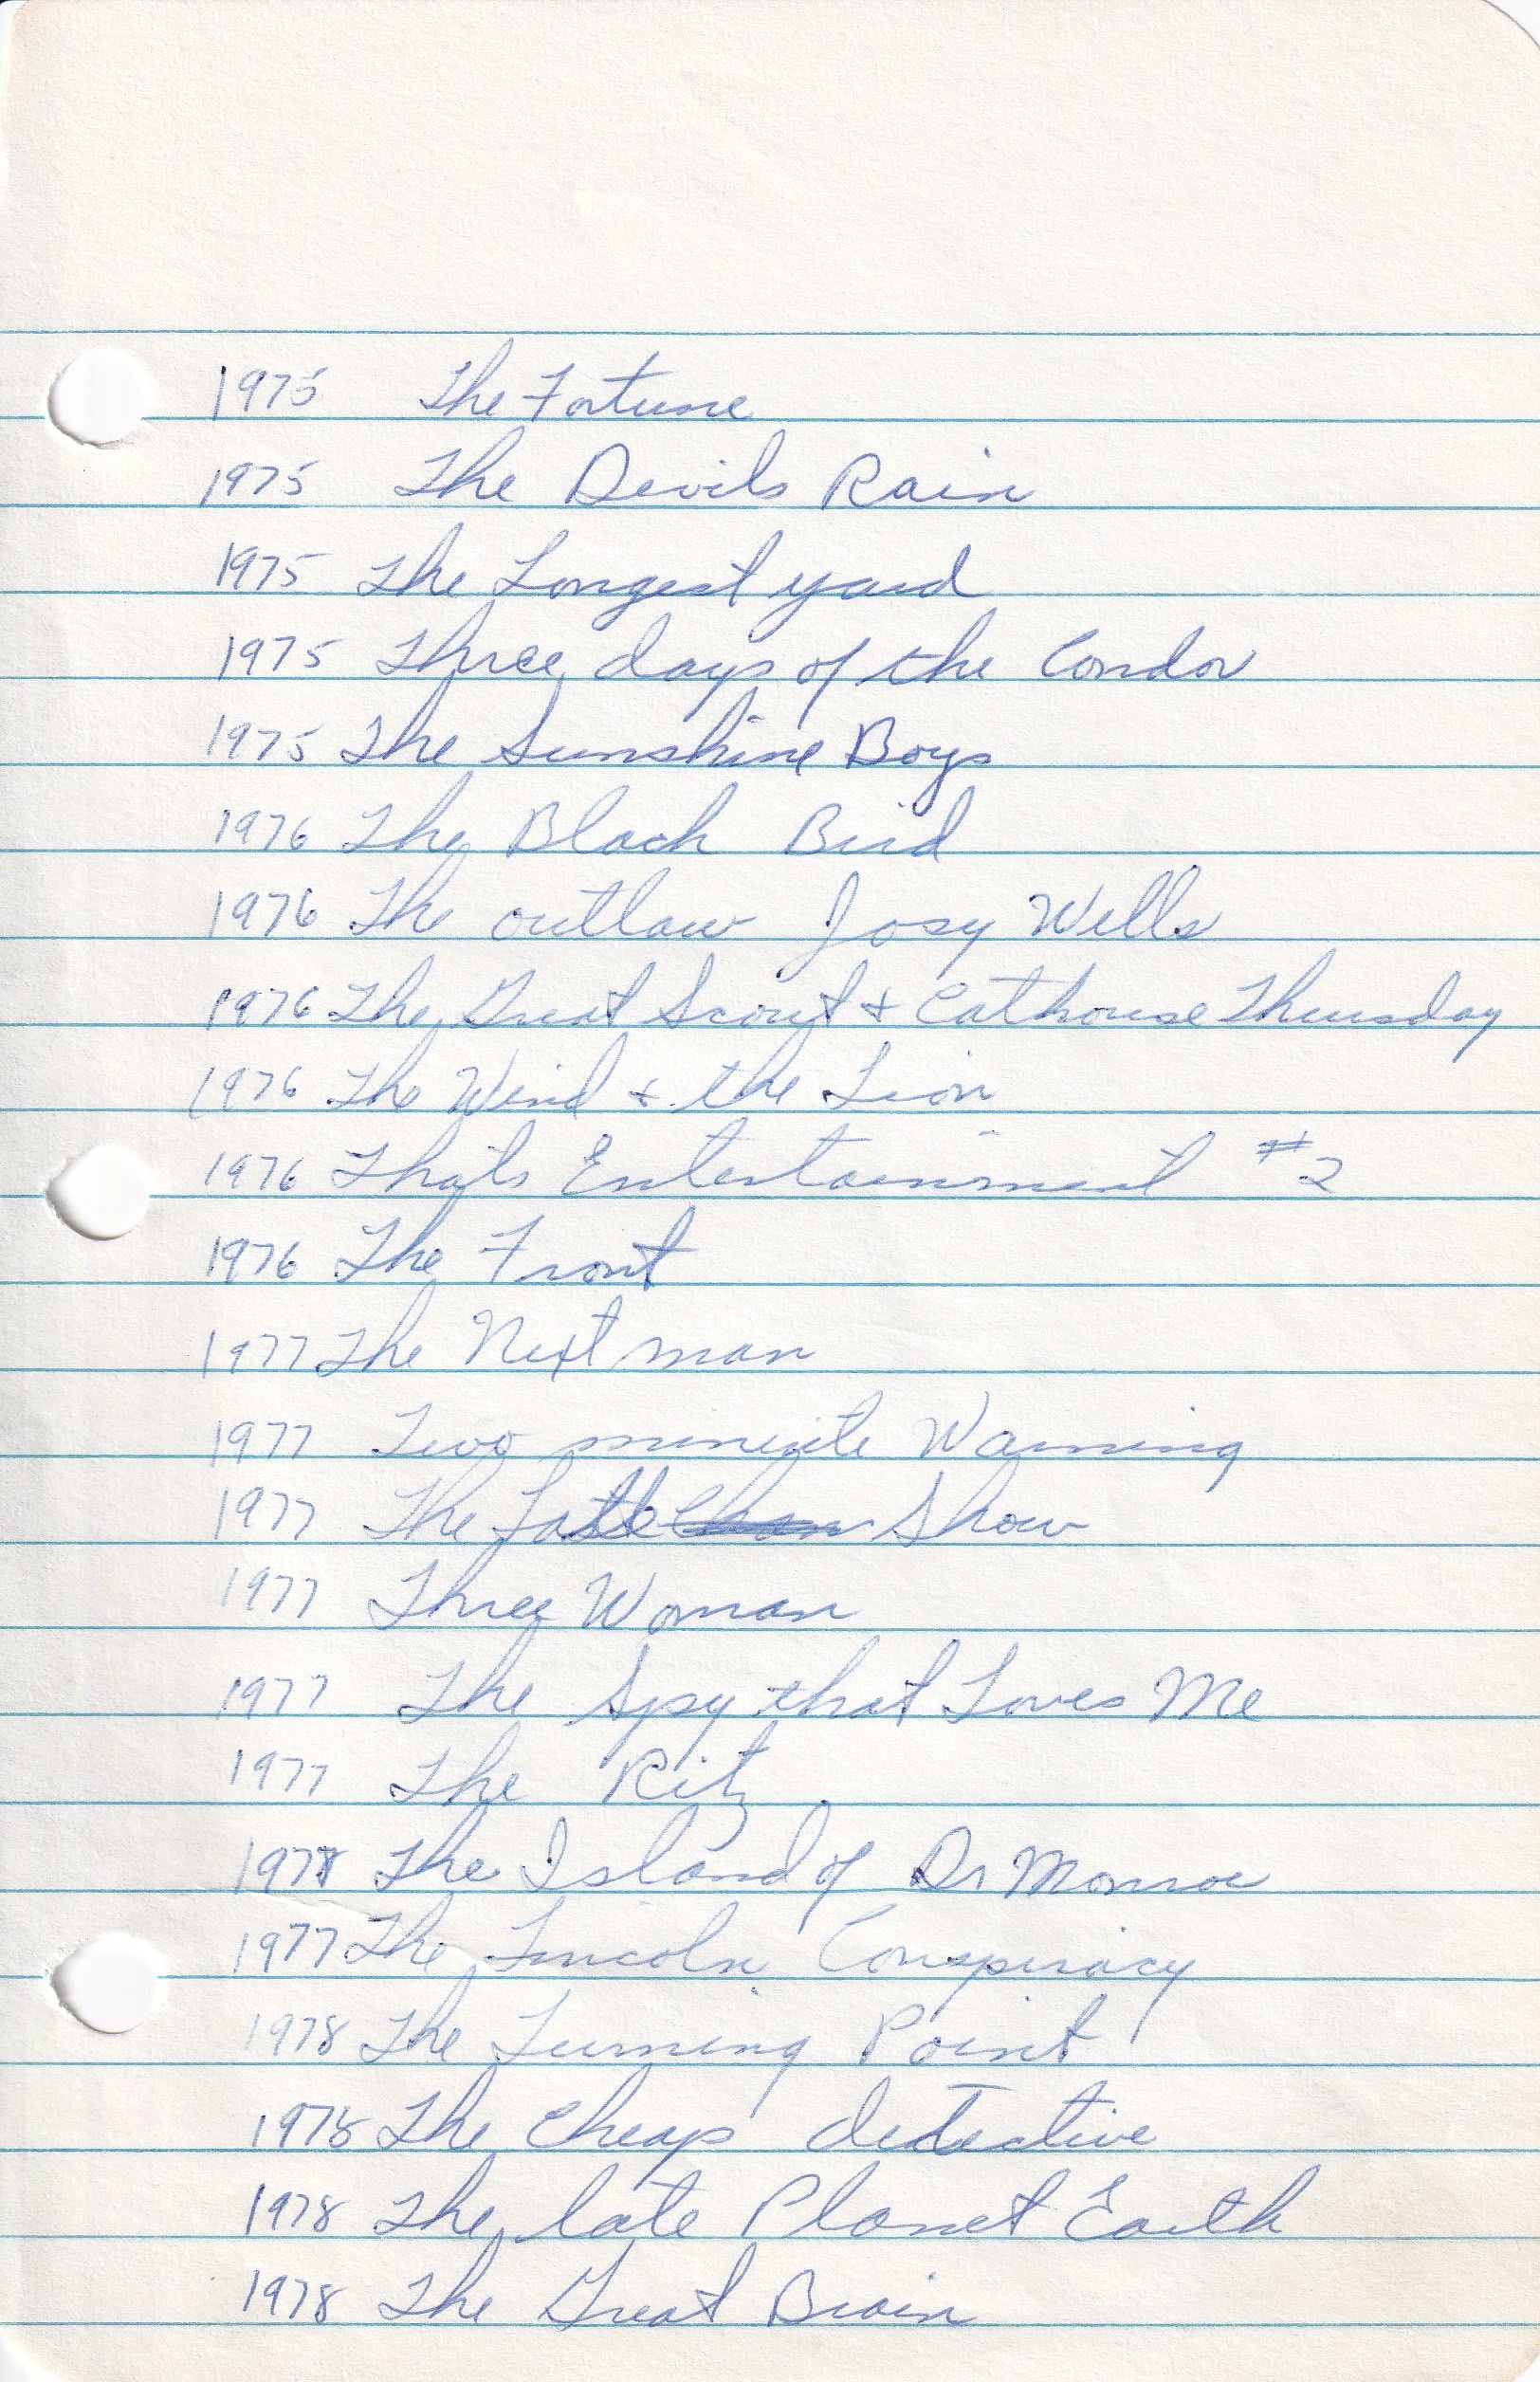 1975 The Fortune
1975 The Devils Rain
1975 The Longest yard
1975 Three days of the Condor
1975 The Sunshine Boys
1976 The Black Bird
1976 The outlaw Josy Wells
1976 The Great Scout & Cathouse Thursday
1976 The Wind & the Lion
1976 That's Entertainment #2
1976 The Front
1977 The Next man
1977 Two minute Warning
1977 The Late Show
1977 Three Woman
1977 The Spy that Loves Me
1977 The Ritz
1977 The Island of Dr Monroe
1977 The Lincoln Conspiracy
1978 The Turning Point
1978 The Cheap detective
1978 The late Planet Earth
1978 The Great Brain